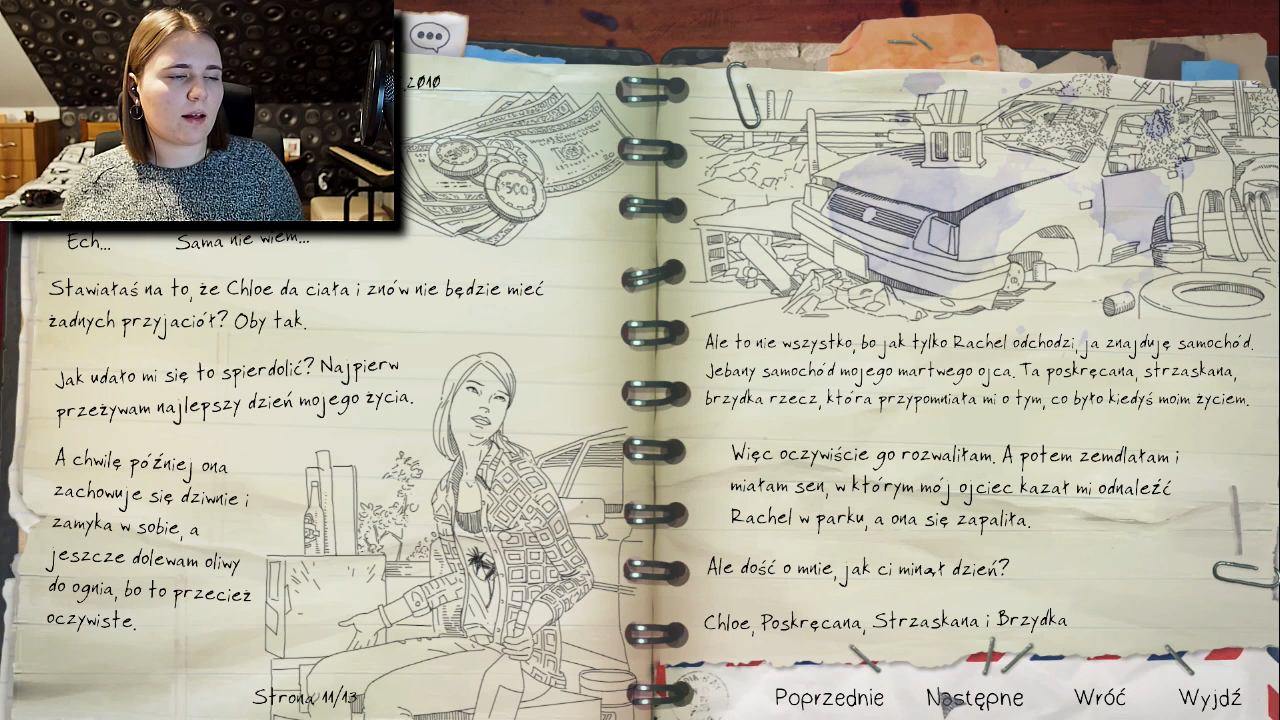 2010
Ech... Sama nie wiem...
Stawiałaś na to, że Chloe da ciała i znów nie będzie mieć
żadnych przyjaciół? Oby tak.
Jak udało mi się to spierdolić? Najpierw
przeżywam najlepszy dzień mojego życia.
A chwilę później ona
zachowuje się dziwnie i
zamyka w sobie, a
jeszcze dolewam oliwy
do ognia, bo to przecież
oczywiste.
Strona 11/13
$500
Ale to nie wszystko, bo jak tylko Rachel odchodzi, ja znajduję samochód.
Jebany samochód mojego martwego ojca. Ta poskręcana, strzaskana,
brzydka rzecz, która przypomniała mi o tym, co było kiedyś moim życiem.
Więc oczywiście go rozwaliłam. A potem zemdlałam i
miałam sen, w którym mój ojciec kazał mi odnaleźć
Rachel w parku, a ona się zapaliła.
Ale dość o mnie, jak ci minął dzień?
Chloe, Poskręcana, Strzaskana i Brzydka
Poprzednie Następne Wróć Wyjdź